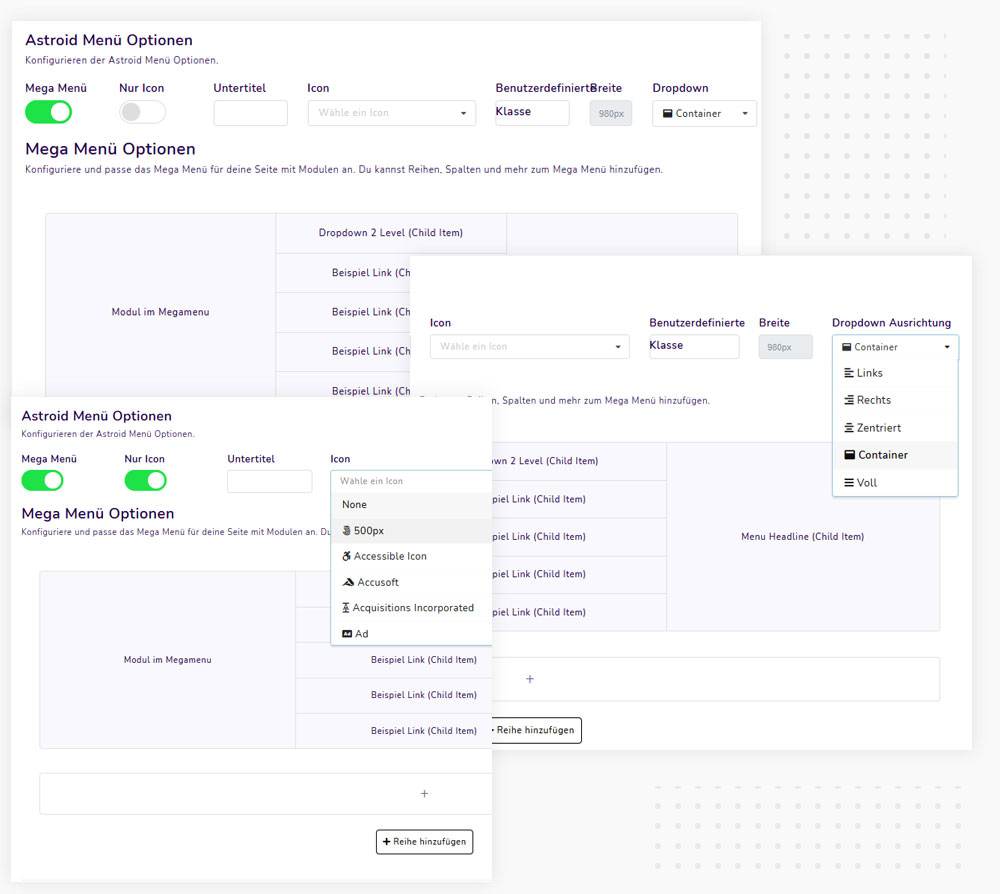 Astroid Menü Optionen
Konfigurieren der Astroid Menü Optionen.
Mega Menü Nur Icon Untertitel Icon Benutzerdefinierte Breite Dropdown
Wähle ein Icon Klasse 980px Container
Mega Menü Optionen
Konfiguriere und passe das Mega Menü für deine Seite mit Modulen an. Du kannst Reihen, Spalten und mehr zum Mega Menü hinzufügen.
Dropdown 2 Level (Child Item)
Beispiel Link (Ch
Modul im Megamenu
Beispiel Link (Ch
Beispiel Link (Ch
Beispiel Link (Ch
Icon Benutzerdefinierte Breite Dropdown Ausrichtung
Wähle ein Icon Klasse 980px Container
Links
Rechts
Zentriert
Container
Voll
Spalten und mehr zum Mega Menü hinzufügen.
wn 2 Level (Child Item)
piel Link (Child Item)
piel Link (Child Item)
piel Link (Child Item)
piel Link (Child Item)
Menu Headline (Child Item)
+
Reihe hinzufügen
Astroid Menü Optionen
Konfigurieren der Astroid Menü Optionen.
Mega Menü Nur Icon Untertitel Icon
Wähle ein Icon
None
500px
Accessible Icon
Accusoft
Acquisitions Incorporated
Ad
Mega Menü Optionen
Konfiguriere und passe das Mega Menü für deine Seite mit Modulen an. Du
Modul im Megamenu
Beispiel Link (Child Item)
Beispiel Link (Child Item)
Beispiel Link (Child Item)
+
+ Reihe hinzufügen